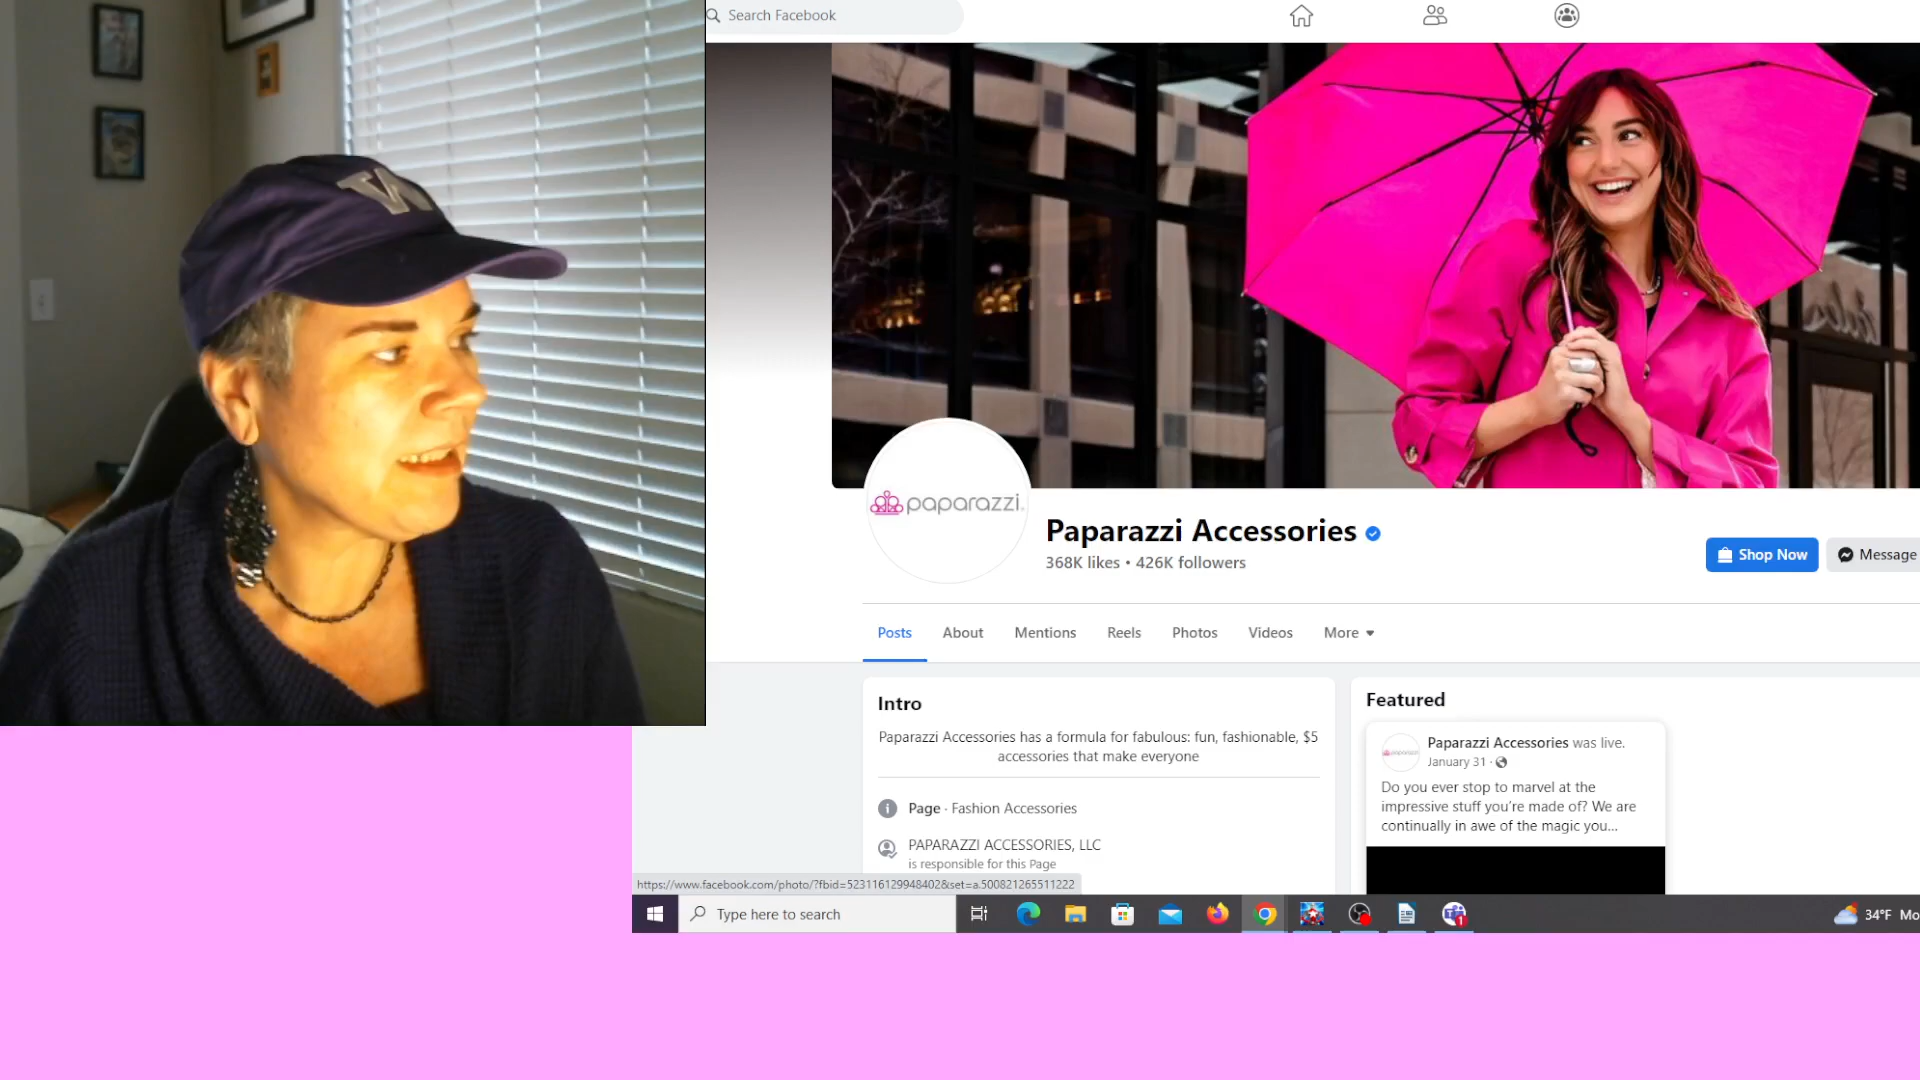 W
Search Facebook
paparazzi
Paparazzi Accessories
368K likes • 426K followers
Shop Now
Message
Posts
About
Mentions
Reels
Photos
Videos
More
Intro
Paparazzi Accessories has a formula for fabulous: fun, fashionable, $5
accessories that make everyone
Page · Fashion Accessories
PAPARAZZI ACCESSORIES, LLC
is responsible for this Page
Featured
Paparazzi Accessories was live.
January 31 ·
Do you ever stop to marvel at the
impressive stuff you're made of? We are
continually in awe of the magic you...
https://www.facebook.com/photo/?fbid=523116129948402&set=a.500821265511222
Type here to search
1
34°F Mo